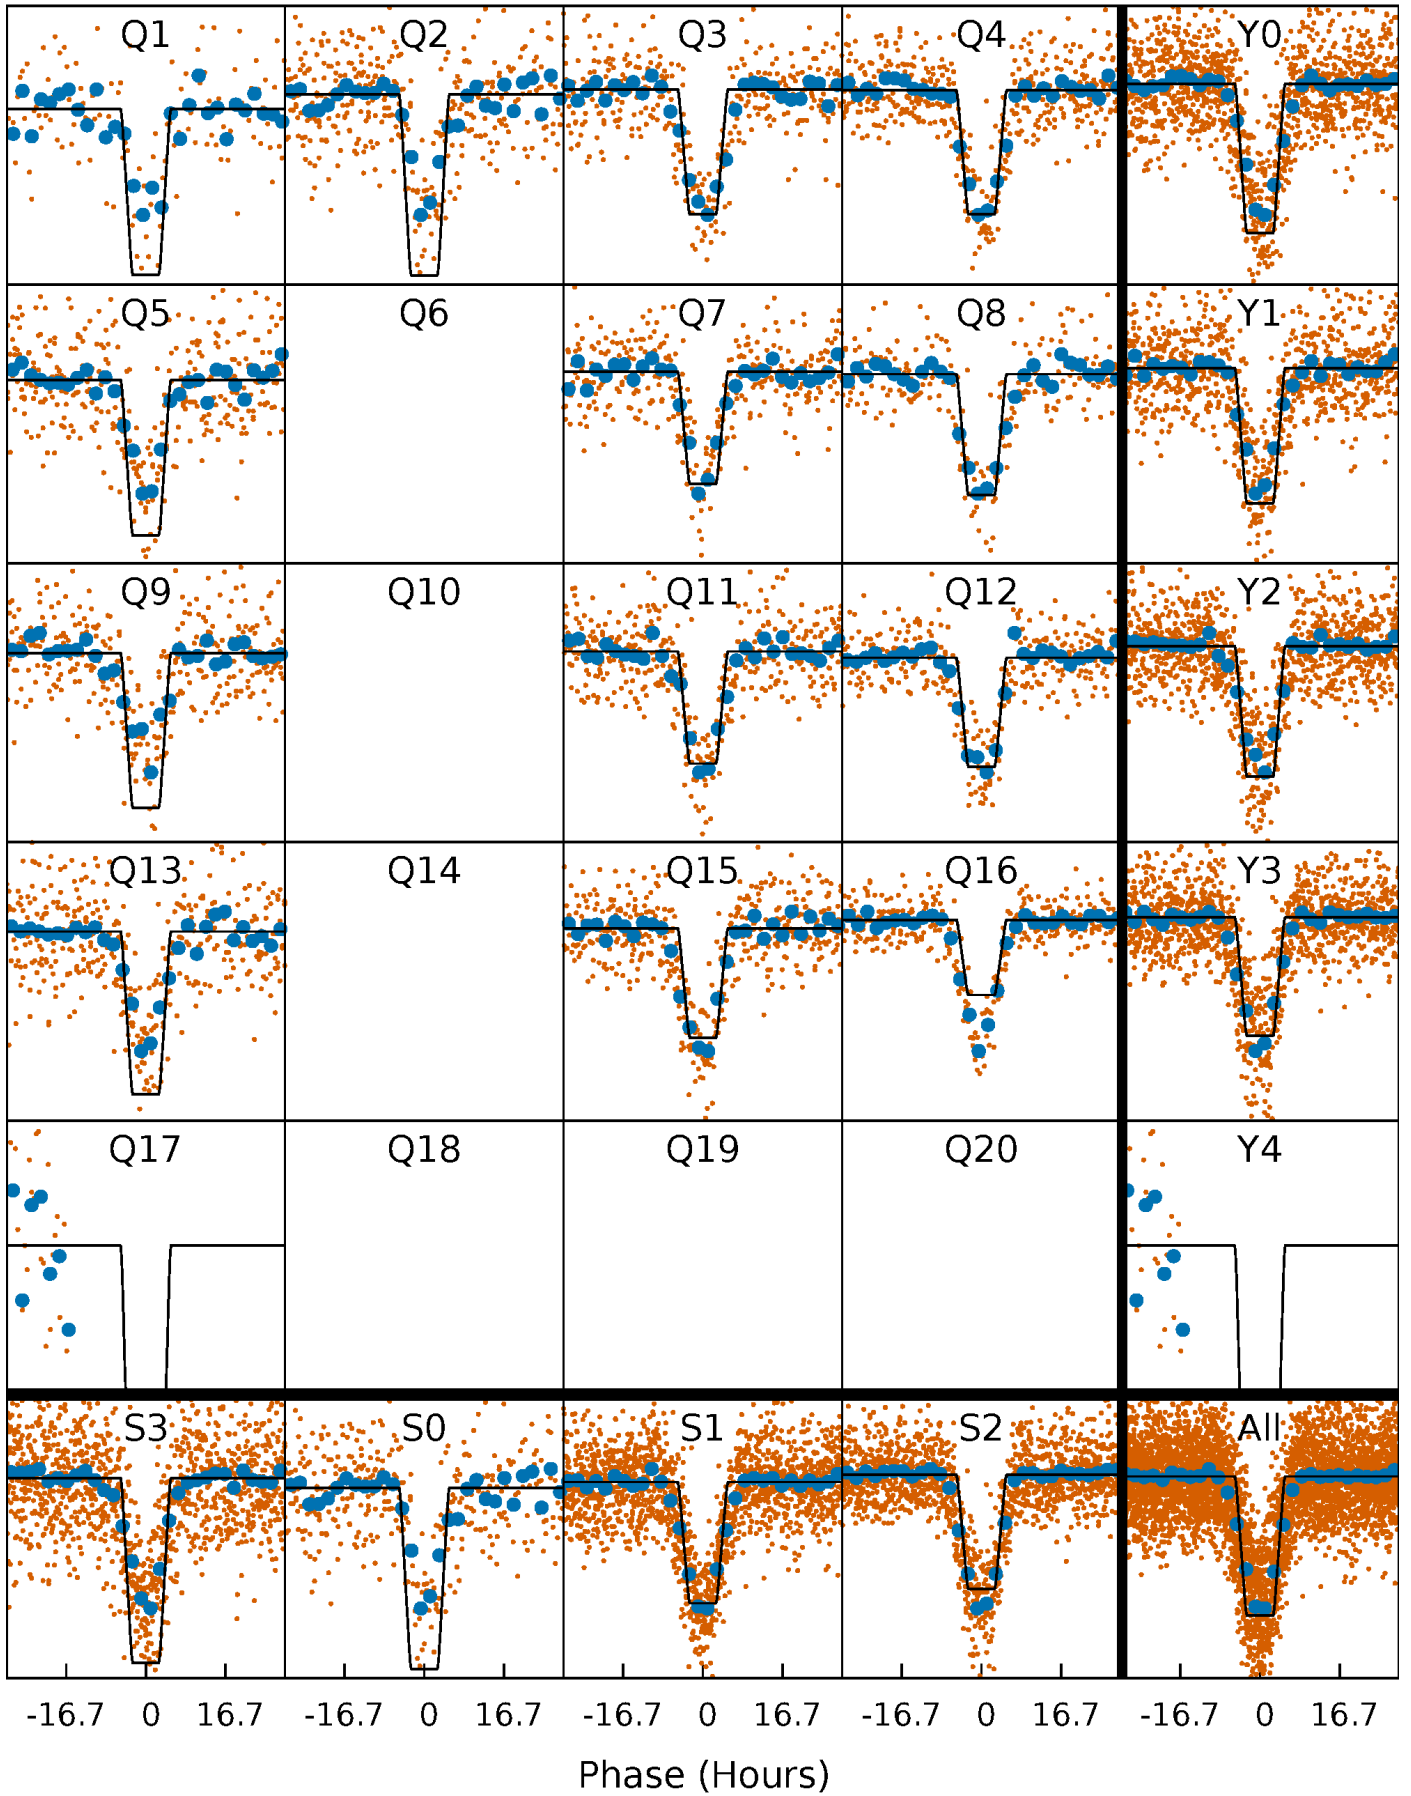 Q1 Q2 Q3 Q4 Y0
Q5 Q6 Q7 Q8 Y1
Q9 Q10 Q11 Q12 Y2
Q13 Q14 Q15 Q16 Y3
Q17 Q18 Q19 Q20 Y4
S3 S0 S1 S2 All
-16.7 0 16.7 -16.7 0 16.7 -16.7 0 16.7 -16.7 0 16.7 -16.7 0 16.7
Phase (Hours)